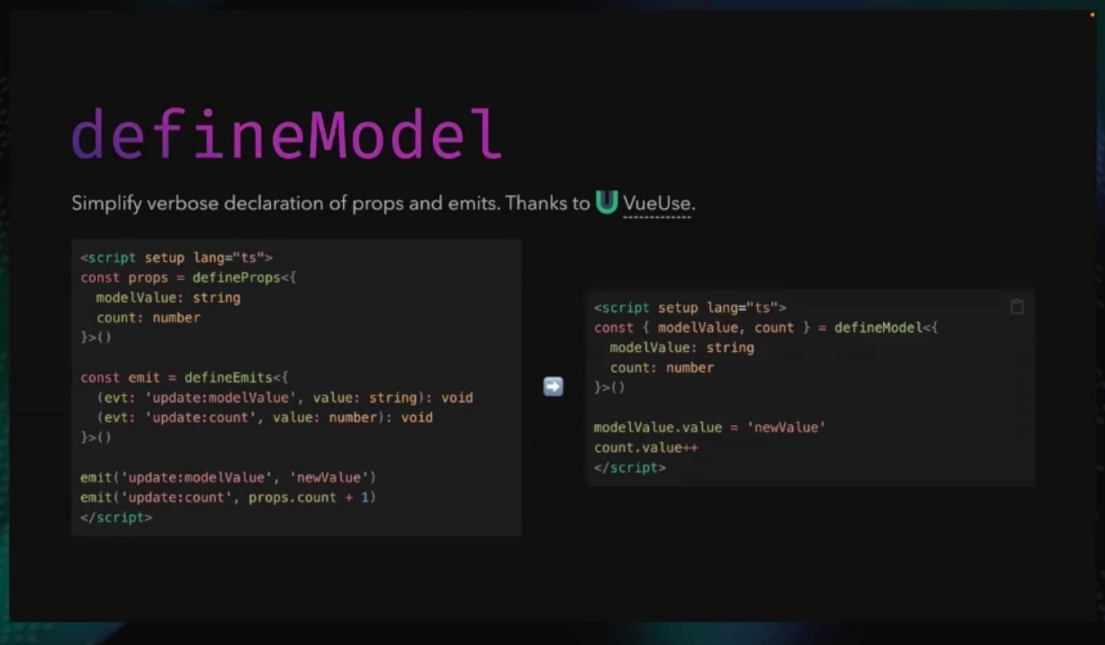 defineModel
Simplify verbose declaration of props and emits. Thanks to VueUse.
<script setup lang="ts">
const props = defineProps<{
  modelValue: string
  count: number
}>()

const emit = defineEmits<{
  (evt: 'update:modelValue', value: string): void
  (evt: 'update:count', value: number): void
}>()

emit('update:modelValue', 'newValue')
emit('update:count', props.count + 1)
</script>
<script setup lang="ts">
const { modelValue, count } = defineModel<{
  modelValue: string
  count: number
}>()

modelValue.value = 'newValue'
count.value++
</script>